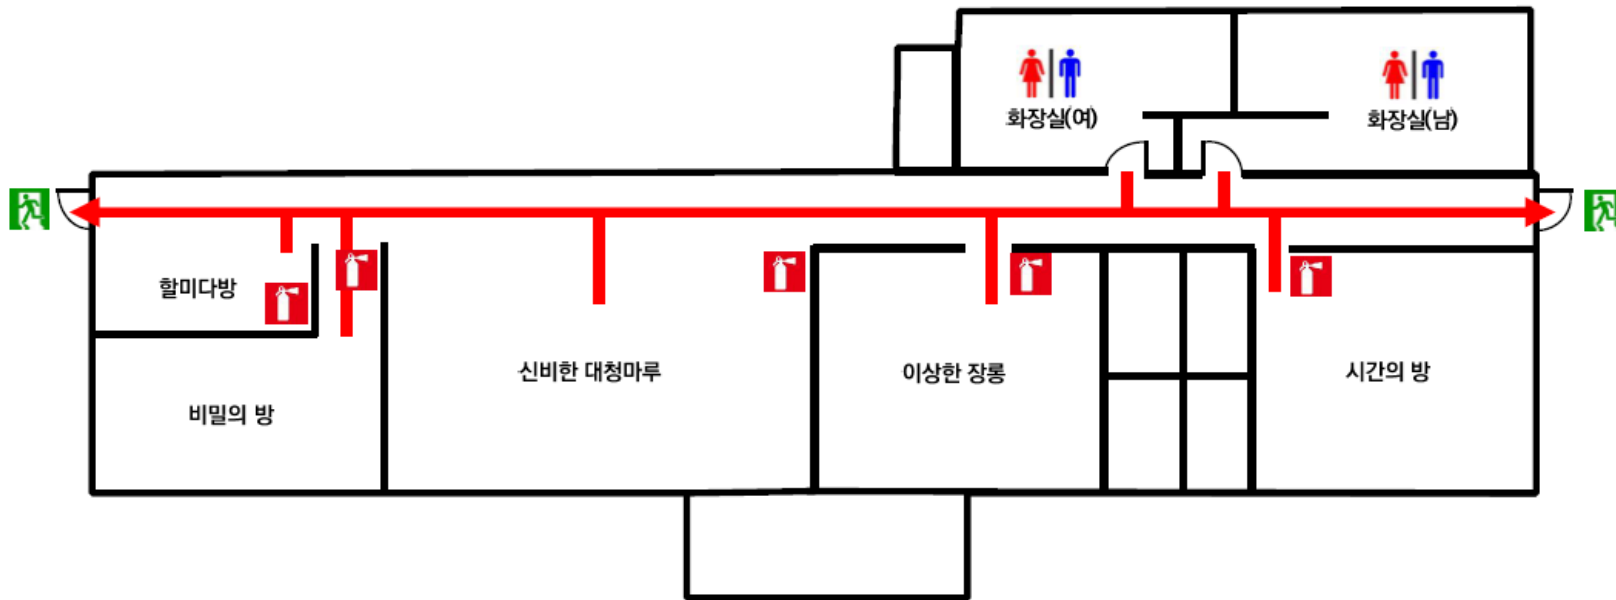 화장실(여)
화장실(남)
할미다방
비밀의 방
신비한 대청마루
이상한 장롱
시간의 방